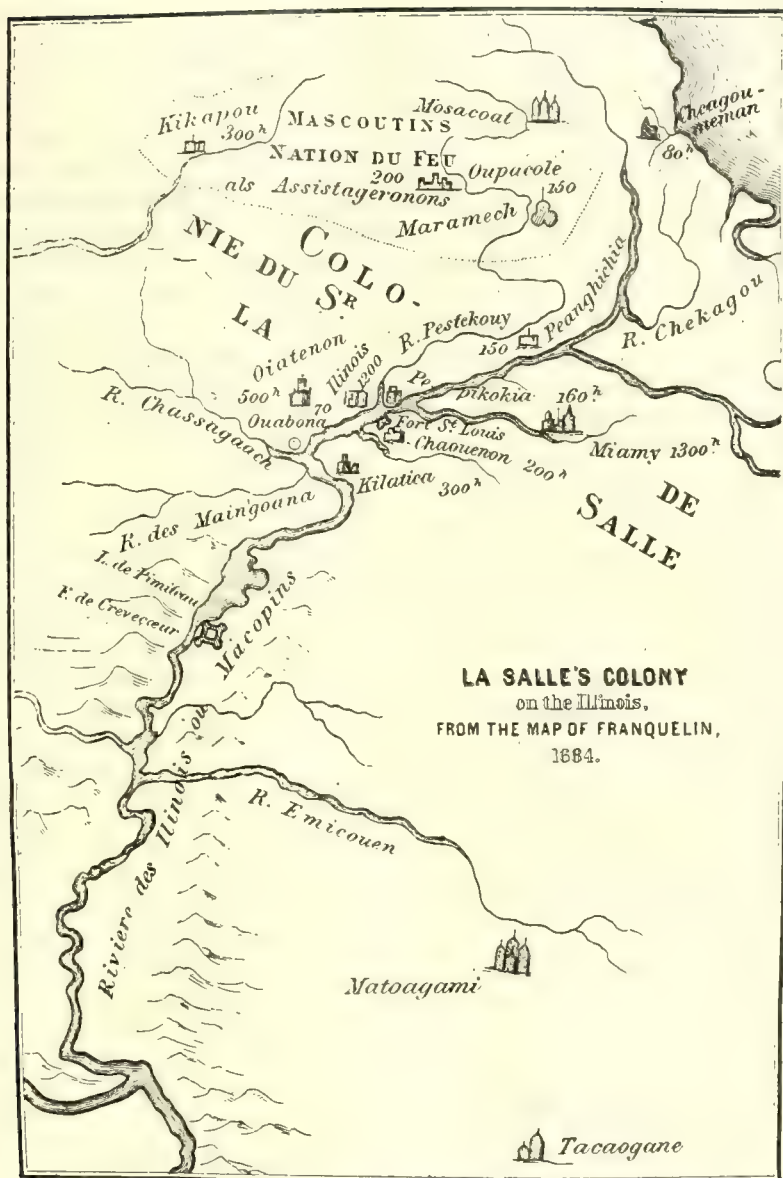 Kikapou
300ʰ
MASCOUTINS
NATION DU FEU
als Assistageronons
Mosacoat
Cheagou-
meman
80.ʰ
200
Oupacole
150
Maramech
COLO-
NIE DU Sᴿ
LA
DE
SALLE
Peanghichia
150
R. Chekagou
R. Pestekouy
Oiatenon
500ʰ
Ilinois
1200
70
Ouabona
R. Chassagaach
Pe
pikokia
160ʰ
Fort Sᵗ Louis
Chaouenon
200ʰ
Miamy 1300ʰ
Kilatica
300ʰ
R. des Maingoana
L. de Pimiteau
F. de Crevecœur
Riviere des Ilinois ou Macopins
LA SALLE'S COLONY
on the Illinois,
FROM THE MAP OF FRANQUELIN,
1684.
R. Emicouen
Matoagami
Tacaogane